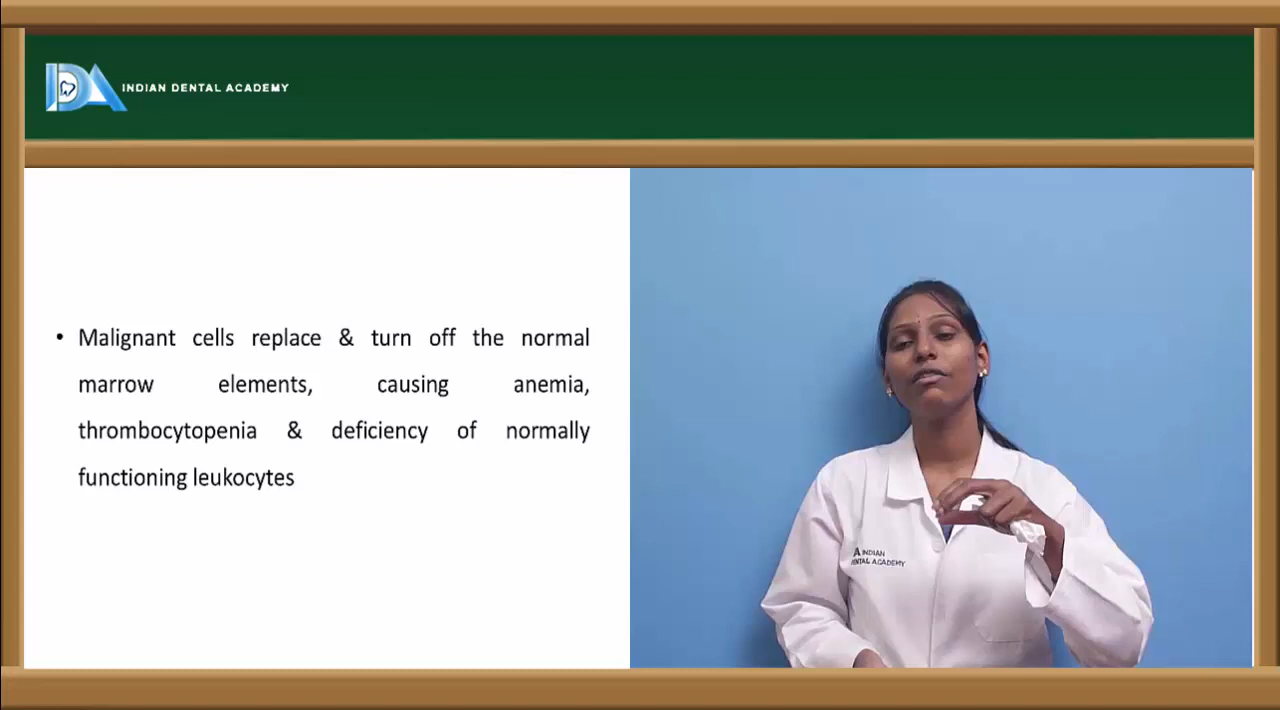 INDIAN DENTAL ACADEMY
• Malignant cells replace & turn off the normal
marrow elements, causing anemia,
thrombocytopenia & deficiency of normally
functioning leukocytes
A INDIAN
DENTAL ACADEMY